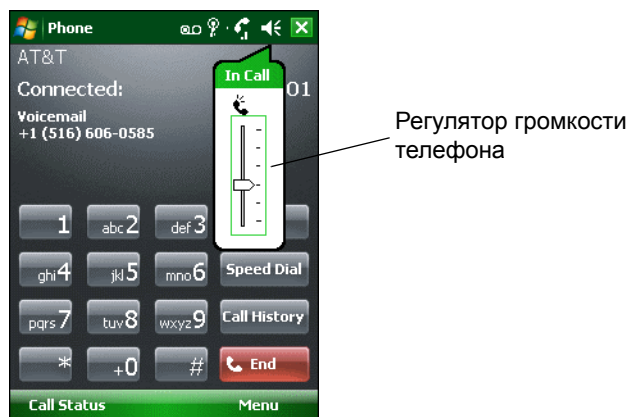 Phone
AT&T
Connected:
01
Voicemail
+1 (516) 606-0585
In Call
Регулятор громкости
телефона
1
abc 2
def 3
ghi 4
jkl 5
mno 6
Speed Dial
pqrs 7
tuv 8
wxyz 9
Call History
*
+0
#
End
Call Status
Menu